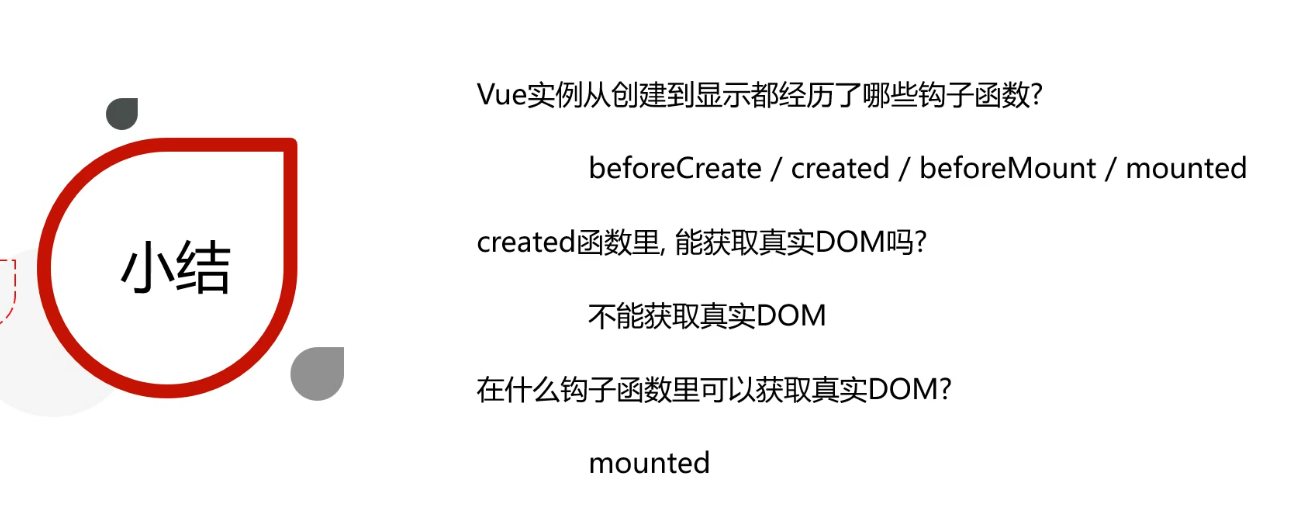 小结
Vue实例从创建到显示都经历了哪些钩子函数?
beforeCreate / created / beforeMount / mounted
created函数里, 能获取真实DOM吗?
不能获取真实DOM
在什么钩子函数里可以获取真实DOM?
mounted